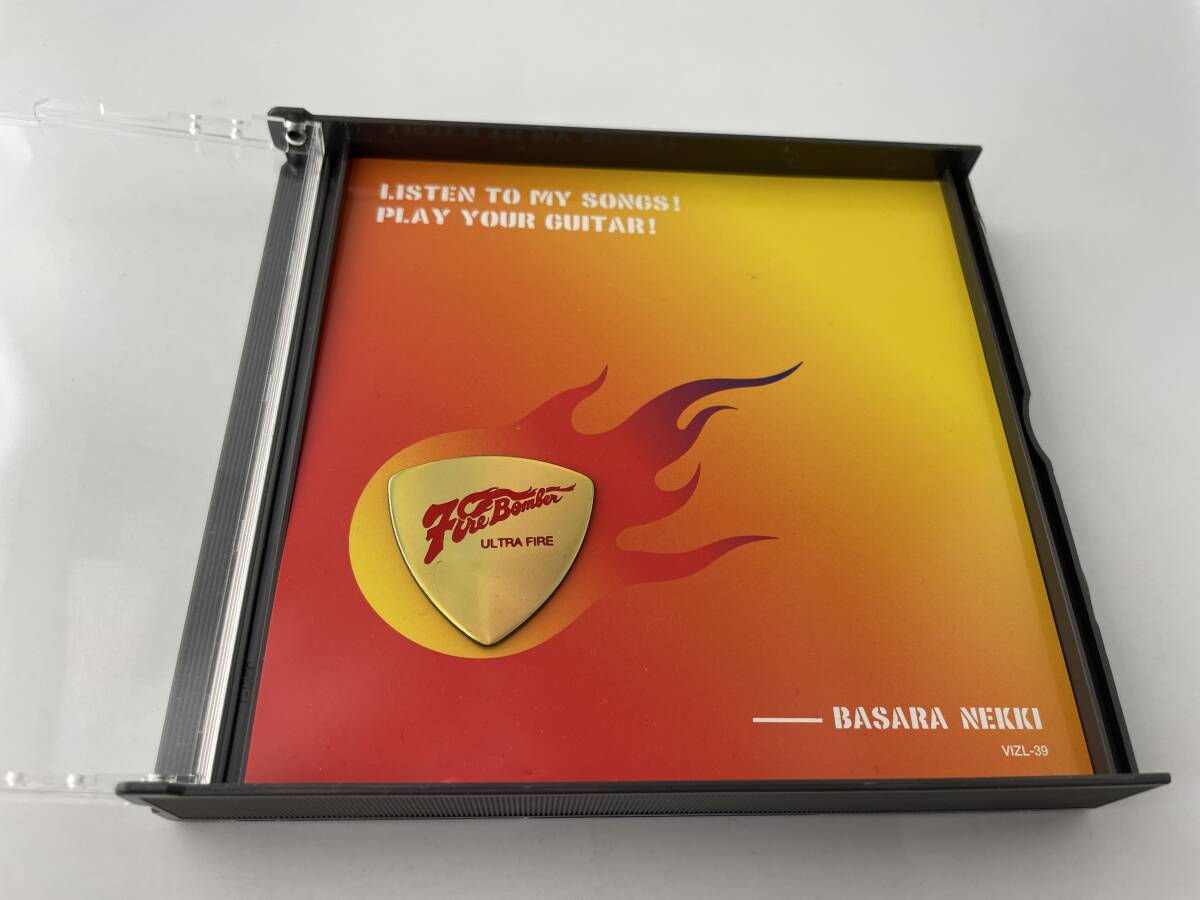 LISTEN TO MY SONGS!
PLAY YOUR GUITAR!
Fire Bomber
ULTRA FIRE
BASARA NEKKI
VIZL-39